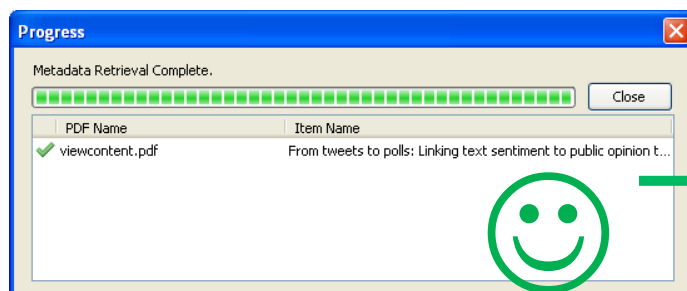 Progress
Metadata Retrieval Complete.
Close
PDF Name Item Name
viewcontent.pdf From tweets to polls: Linking text sentiment to public opinion t...